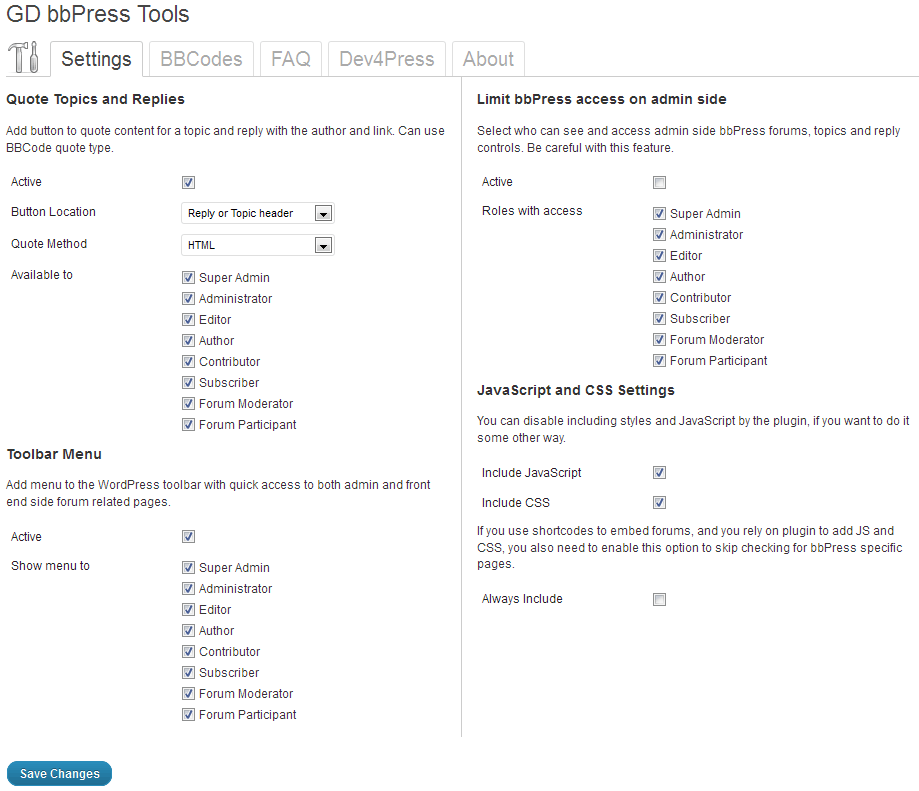 GD bbPress Tools
Settings
BBCodes
FAQ
Dev4Press
About
Quote Topics and Replies
Add button to quote content for a topic and reply with the author and link. Can use
BBCode quote type.
Active
Button Location
Reply or Topic header
Quote Method
HTML
Available to
Super Admin
Administrator
Editor
Author
Contributor
Subscriber
Forum Moderator
Forum Participant
Toolbar Menu
Add menu to the WordPress toolbar with quick access to both admin and front
end side forum related pages.
Active
Show menu to
Super Admin
Administrator
Editor
Author
Contributor
Subscriber
Forum Moderator
Forum Participant
Limit bbPress access on admin side
Select who can see and access admin side bbPress forums, topics and reply
controls. Be careful with this feature.
Active
Roles with access
Super Admin
Administrator
Editor
Author
Contributor
Subscriber
Forum Moderator
Forum Participant
JavaScript and CSS Settings
You can disable including styles and JavaScript by the plugin, if you want to do it
some other way.
Include JavaScript
Include CSS
If you use shortcodes to embed forums, and you rely on plugin to add JS and
CSS, you also need to enable this option to skip checking for bbPress specific
pages.
Always Include
Save Changes